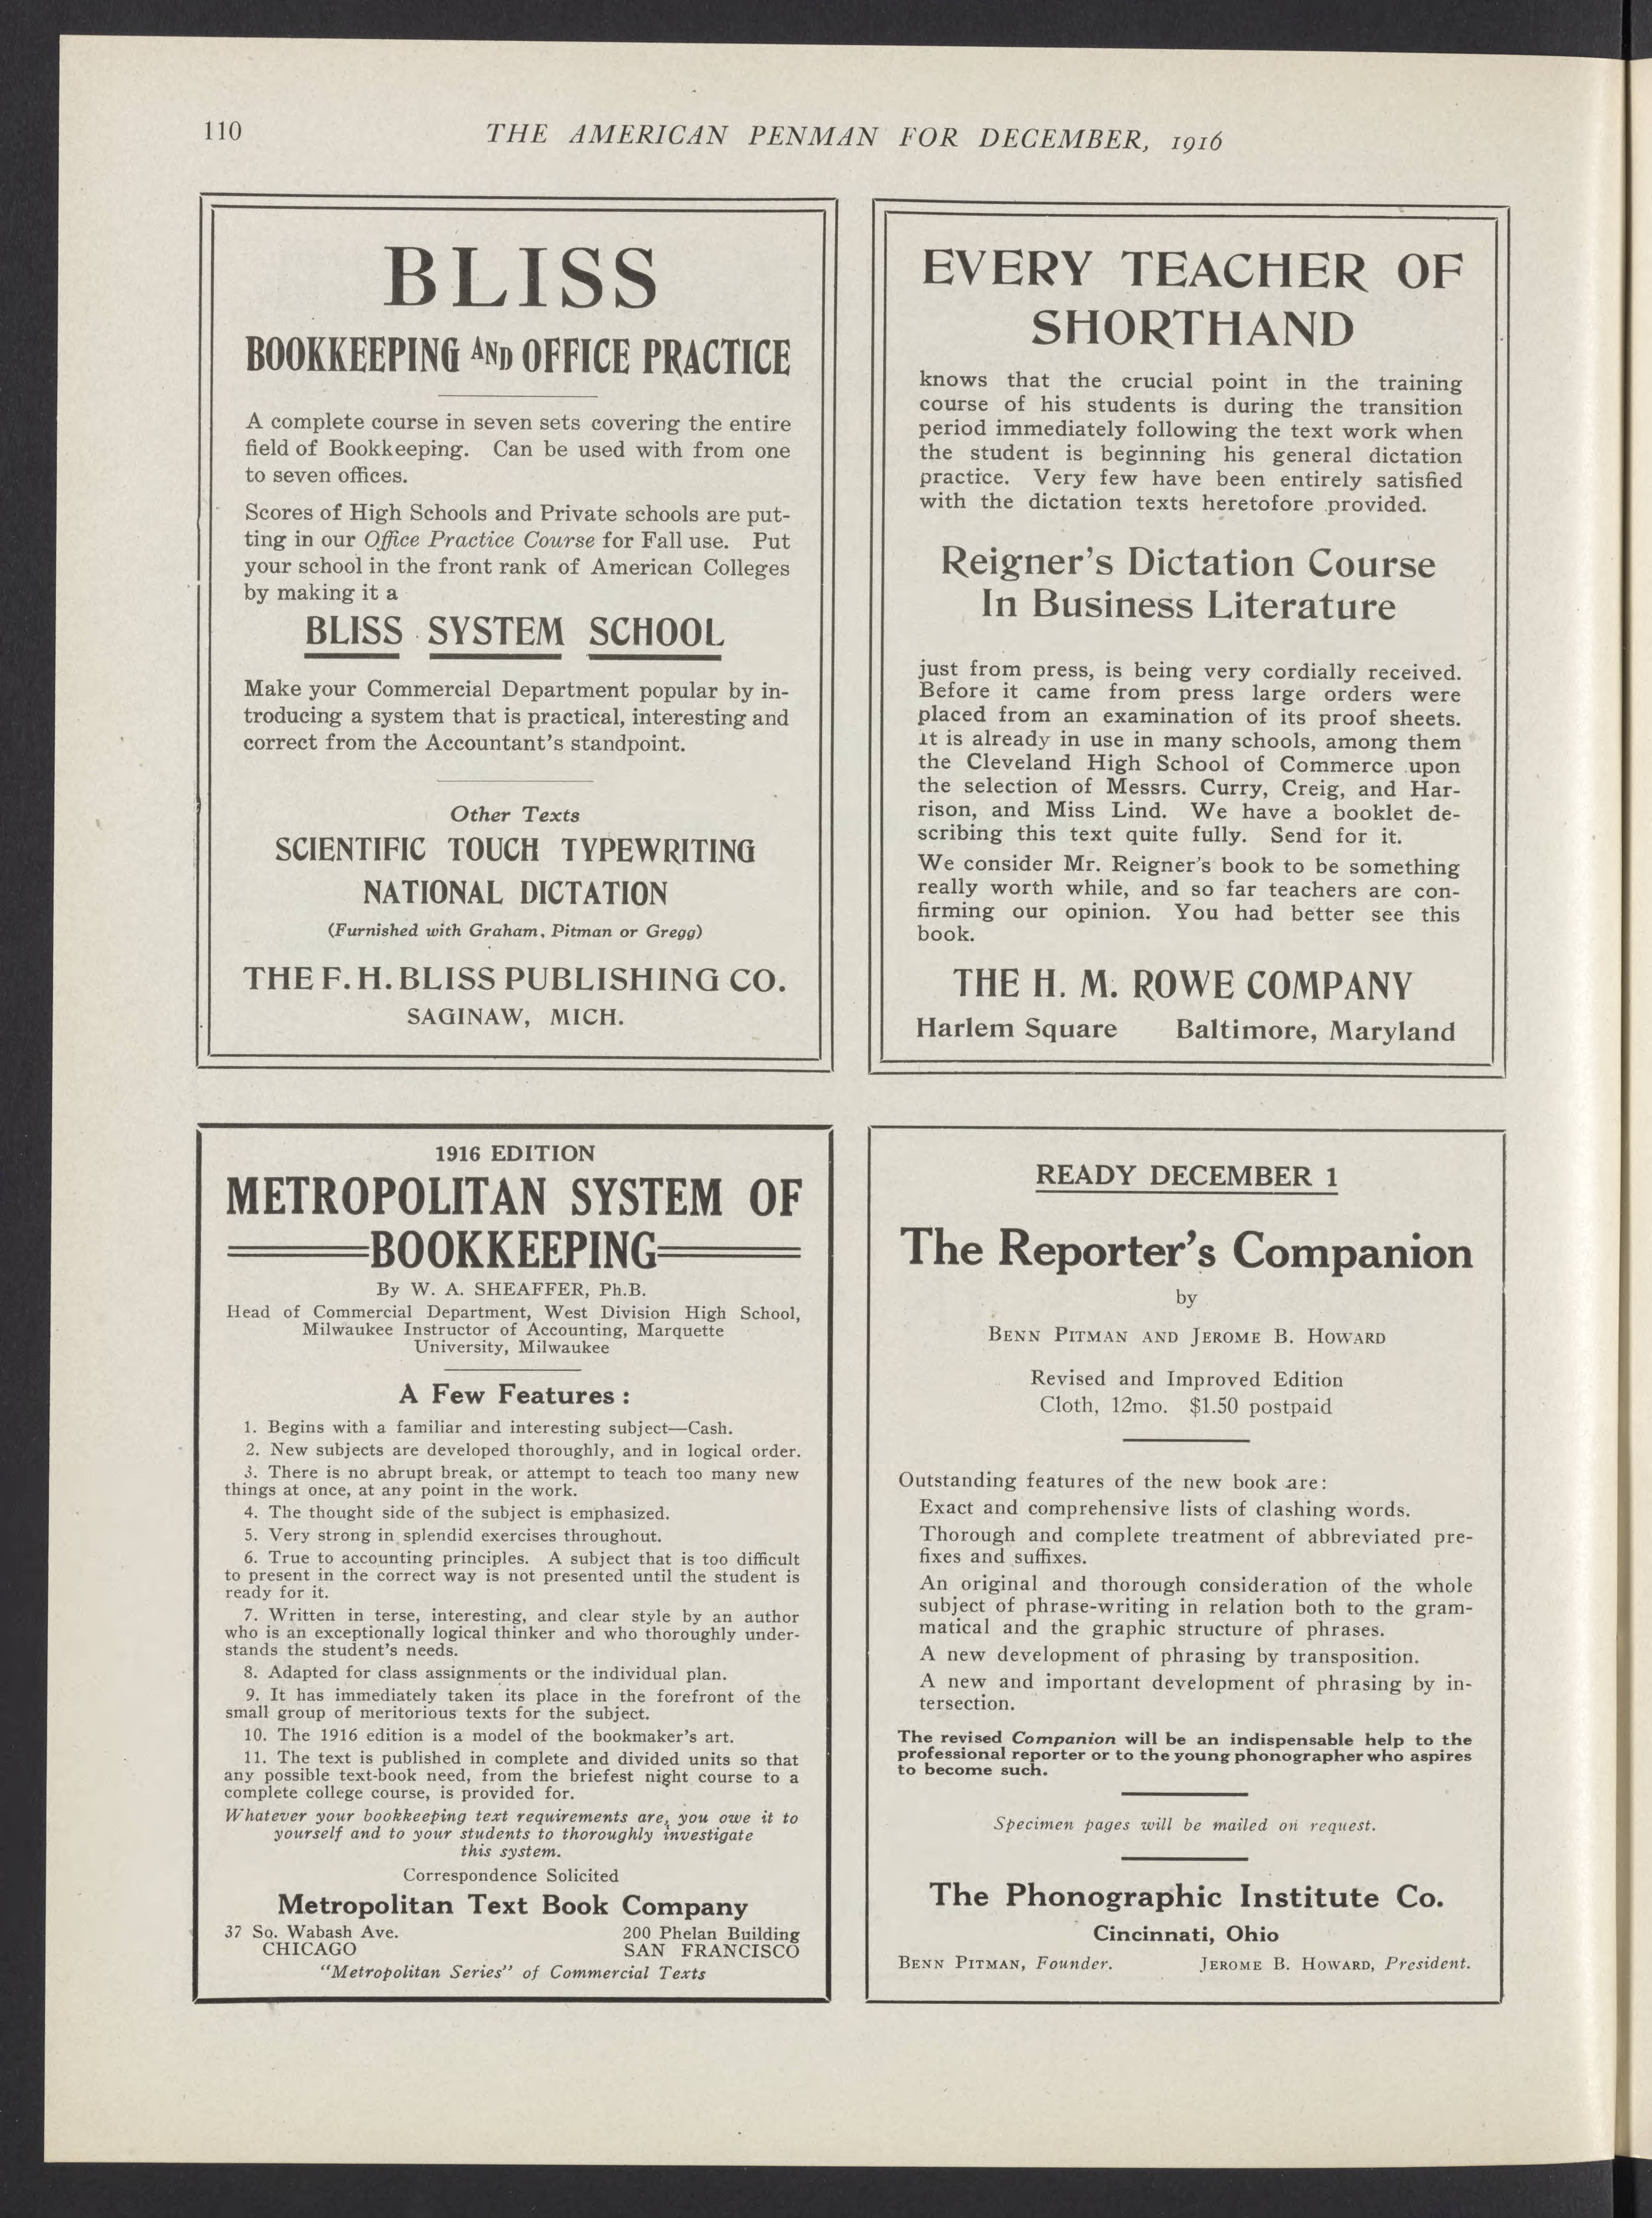 110
THE AMERICAN PENMAN FOR DECEMBER, 1916
BLISS
BOOKKEEPING AND OFFICE PRACTICE
A complete course in seven sets covering the entire
field of Bookkeeping. Can be used with from one
to seven offices.
Scores of High Schools and Private schools are put-
ting in our Office Practice Course for Fall use. Put
your school in the front rank of American Colleges
by making it a
BLISS SYSTEM SCHOOL
Make your Commercial Department popular by in-
troducing a system that is practical, interesting and
correct from the Accountant's standpoint.
Other Texts
SCIENTIFIC TOUCH TYPEWRITING
NATIONAL DICTATION
(Furnished with Graham, Pitman or Gregg)
THE F. H. BLISS PUBLISHING CO.
SAGINAW, MICH.
EVERY TEACHER OF
SHORTHAND
knows that the crucial point in the training
course of his students is during the transition
period immediately following the text work when
the student is beginning his general dictation
practice. Very few have been entirely satisfied
with the dictation texts heretofore provided.
Reigner's Dictation Course
In Business Literature
just from press, is being very cordially received.
Before it came from press large orders were
placed from an examination of its proof sheets.
It is already in use in many schools, among them
the Cleveland High School of Commerce upon
the selection of Messrs. Curry, Creig, and Har-
rison, and Miss Lind. We have a booklet de-
scribing this text quite fully. Send for it.
We consider Mr. Reigner's book to be something
really worth while, and so far teachers are con-
firming our opinion. You had better see this
book.
THE H. M. ROWE COMPANY
Harlem Square Baltimore, Maryland
1916 EDITION
METROPOLITAN SYSTEM OF
BOOKKEEPING
By W. A. SHEAFFER, Ph.B.
Head of Commercial Department, West Division High School,
Milwaukee Instructor of Accounting, Marquette
University, Milwaukee
A Few Features:
1. Begins with a familiar and interesting subject—Cash.
2. New subjects are developed thoroughly, and in logical order.
3. There is no abrupt break, or attempt to teach too many new
things at once, at any point in the work.
4. The thought side of the subject is emphasized.
5. Very strong in splendid exercises throughout.
6. True to accounting principles. A subject that is too difficult
to present in the correct way is not presented until the student is
ready for it.
7. Written in terse, interesting, and clear style by an author
who is an exceptionally logical thinker and who thoroughly under-
stands the student's needs.
8. Adapted for class assignments or the individual plan.
9. It has immediately taken its place in the forefront of the
small group of meritorious texts for the subject.
10. The 1916 edition is a model of the bookmaker's art.
11. The text is published in complete and divided units so that
any possible text-book need, from the briefest night course to a
complete college course, is provided for.
Whatever your bookkeeping text requirements are, you owe it to
yourself and to your students to thoroughly investigate
this system.
Correspondence Solicited
Metropolitan Text Book Company
37 So. Wabash Ave. 200 Phelan Building
CHICAGO SAN FRANCISCO
"Metropolitan Series" of Commercial Texts
READY DECEMBER 1
The Reporter's Companion
by
BENN PITMAN AND JEROME B. HOWARD
Revised and Improved Edition
Cloth, 12mo. $1.50 postpaid
Outstanding features of the new book are:
Exact and comprehensive lists of clashing words.
Thorough and complete treatment of abbreviated pre-
fixes and suffixes.
An original and thorough consideration of the whole
subject of phrase-writing in relation both to the gram-
matical and the graphic structure of phrases.
A new development of phrasing by transposition.
A new and important development of phrasing by in-
tersection.
The revised Companion will be an indispensable help to the
professional reporter or to the young phonographer who aspires
to become such.
Specimen pages will be mailed on request.
The Phonographic Institute Co.
Cincinnati, Ohio
BENN PITMAN, Founder. JEROME B. HOWARD, President.